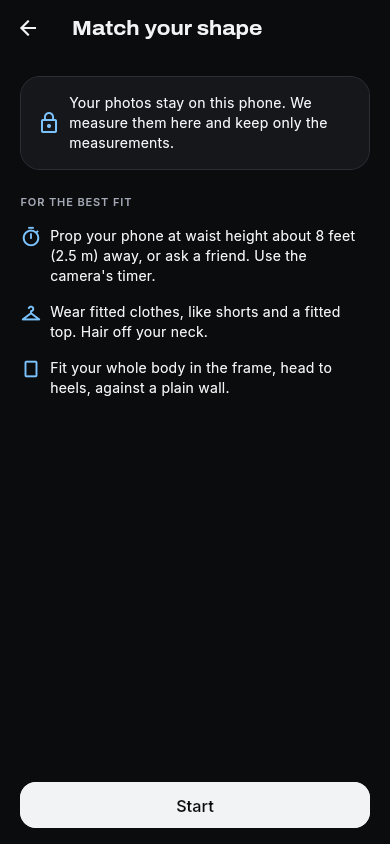 Match your shape
Your photos stay on this phone. We
measure them here and keep only the
measurements.
FOR THE BEST FIT
Prop your phone at waist height about 8 feet
(2.5 m) away, or ask a friend. Use the
camera's timer.
Wear fitted clothes, like shorts and a fitted
top. Hair off your neck.
Fit your whole body in the frame, head to
heels, against a plain wall.
Start